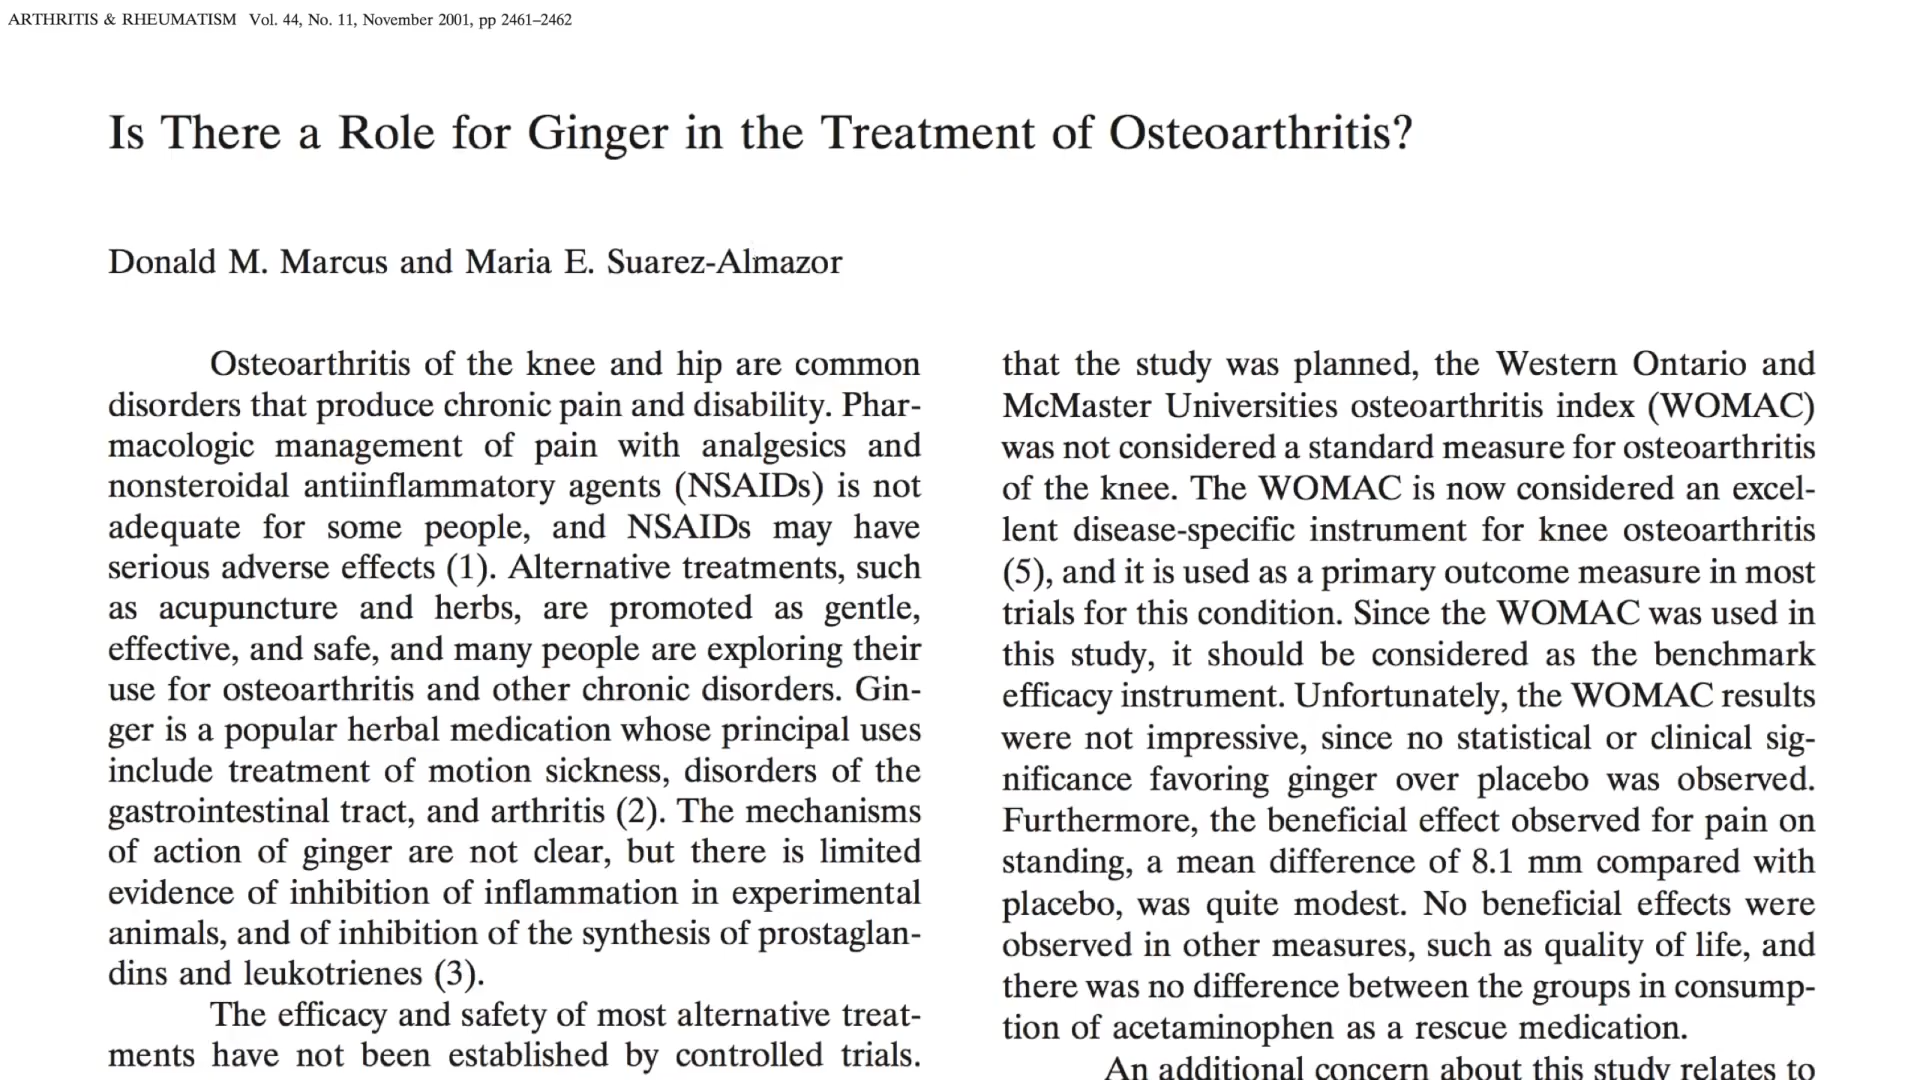 ARTHRITIS & RHEUMATISM Vol. 44, No. 11, November 2001, pp 2461–2462
Is There a Role for Ginger in the Treatment of Osteoarthritis?
Donald M. Marcus and Maria E. Suarez-Almazor
Osteoarthritis of the knee and hip are common
disorders that produce chronic pain and disability. Phar-
macologic management of pain with analgesics and
nonsteroidal antiinflammatory agents (NSAIDs) is not
adequate for some people, and NSAIDs may have
serious adverse effects (1). Alternative treatments, such
as acupuncture and herbs, are promoted as gentle,
effective, and safe, and many people are exploring their
use for osteoarthritis and other chronic disorders. Gin-
ger is a popular herbal medication whose principal uses
include treatment of motion sickness, disorders of the
gastrointestinal tract, and arthritis (2). The mechanisms
of action of ginger are not clear, but there is limited
evidence of inhibition of inflammation in experimental
animals, and of inhibition of the synthesis of prostaglan-
dins and leukotrienes (3).
The efficacy and safety of most alternative treat-
ments have not been established by controlled trials.
that the study was planned, the Western Ontario and
McMaster Universities osteoarthritis index (WOMAC)
was not considered a standard measure for osteoarthritis
of the knee. The WOMAC is now considered an excel-
lent disease-specific instrument for knee osteoarthritis
(5), and it is used as a primary outcome measure in most
trials for this condition. Since the WOMAC was used in
this study, it should be considered as the benchmark
efficacy instrument. Unfortunately, the WOMAC results
were not impressive, since no statistical or clinical sig-
nificance favoring ginger over placebo was observed.
Furthermore, the beneficial effect observed for pain on
standing, a mean difference of 8.1 mm compared with
placebo, was quite modest. No beneficial effects were
observed in other measures, such as quality of life, and
there was no difference between the groups in consump-
tion of acetaminophen as a rescue medication.
An additional concern about this study relates to